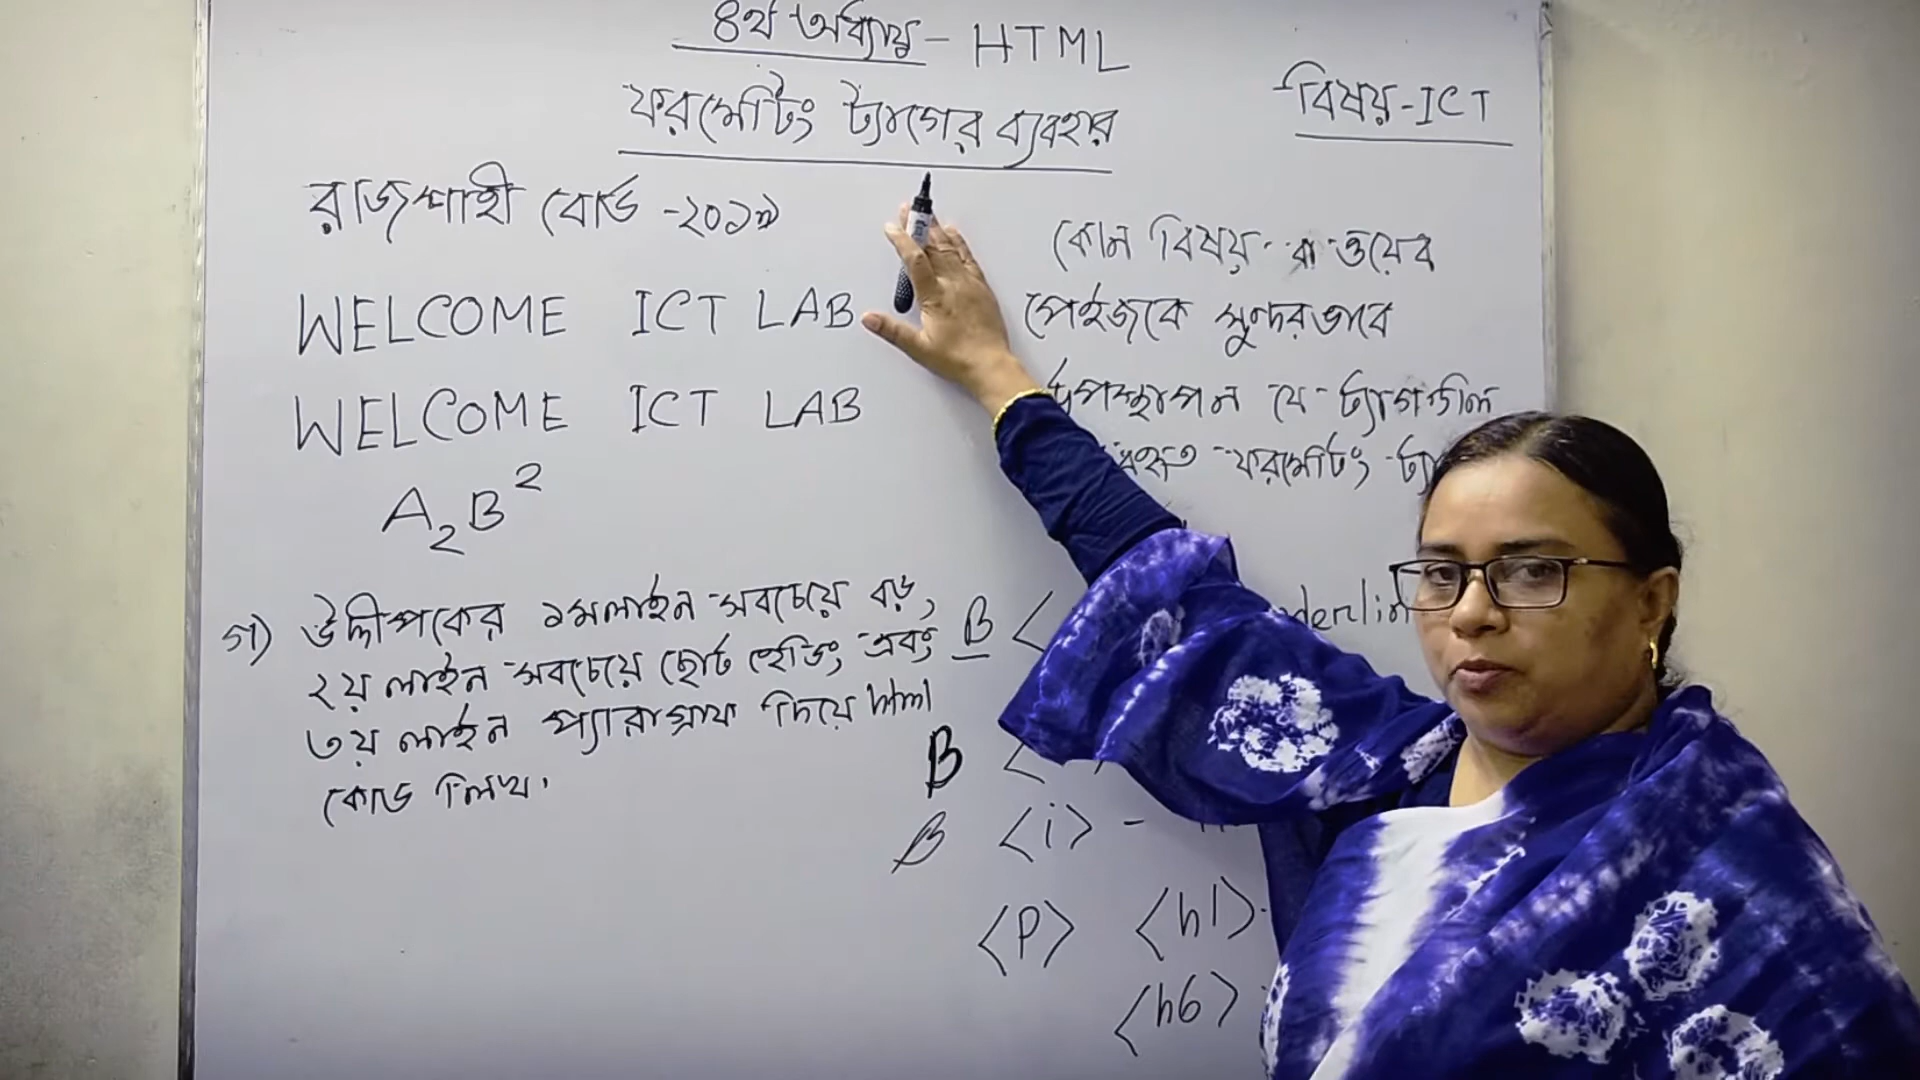 ৪র্থ অধ্যায় - HTML
ফরমেটিং ট্যাগের ব্যবহার
বিষয়-ICT
রাজশাহী বোর্ড -২০১৯
WELCOME ICT LAB
WELCOME ICT LAB
A₂B²
গ) উদ্দীপকের ১মলাইন সবচেয়ে বড়,
২য় লাইন সবচেয়ে ছোট হেডিং এবং
৩য় লাইন প্যারাগ্রাফ দিয়ে html
কোড লিখ।
কোন বিষয় বা ওয়েব
পেইজকে সুন্দরভাবে
উপস্থাপন যে ট্যাগগুলি
ফরমেটিং
B <
B <
B <i> -
<P> <h1>
<h6>